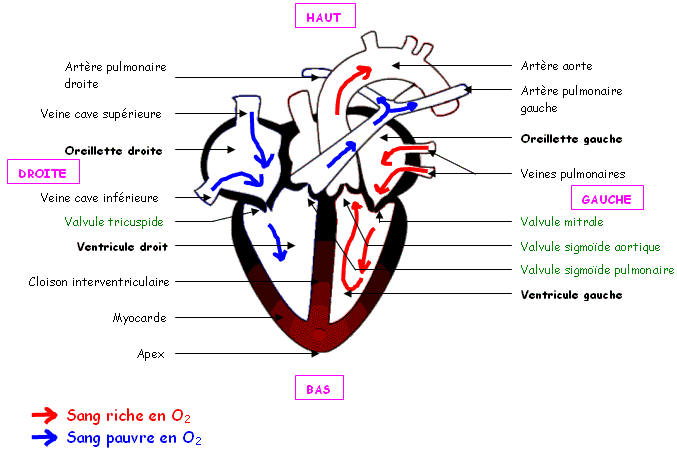 HAUT
Artère pulmonaire
droite
Veine cave supérieure
Oreillette droite
DROITE
Veine cave inférieure
Valvule tricuspide
Ventricule droit
Cloison interventriculaire
Myocarde
Apex
Artère aorte
Artère pulmonaire
gauche
Oreillette gauche
Veines pulmonaires
GAUCHE
Valvule mitrale
Valvule sigmoïde aortique
Valvule sigmoïde pulmonaire
Ventricule gauche
BAS
Sang riche en O₂
Sang pauvre en O₂